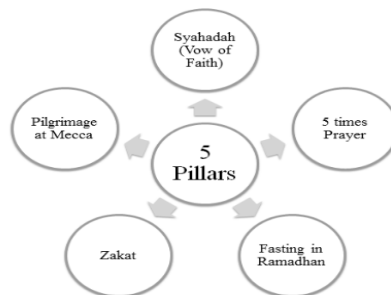 Syahadah
(Vow of
Faith)
5 times
Prayer
Fasting in
Ramadhan
Zakat
Pilgrimage
at Mecca
5
Pillars